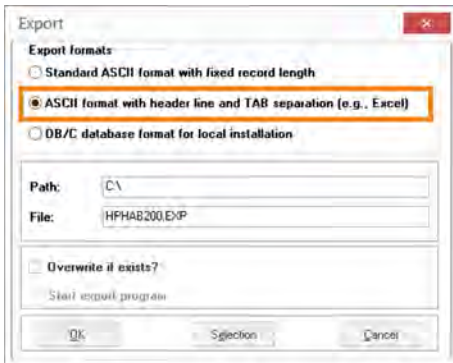 Export
Export formats
Standard ASCII format with fixed record length
ASCII format with header line and TAB separation (e.g., Excel)
DB/C database format for local installation
Path: C:\
File: HPHAB200.EXP
Overwrite if exists?
Start export program
OK Selection Cancel